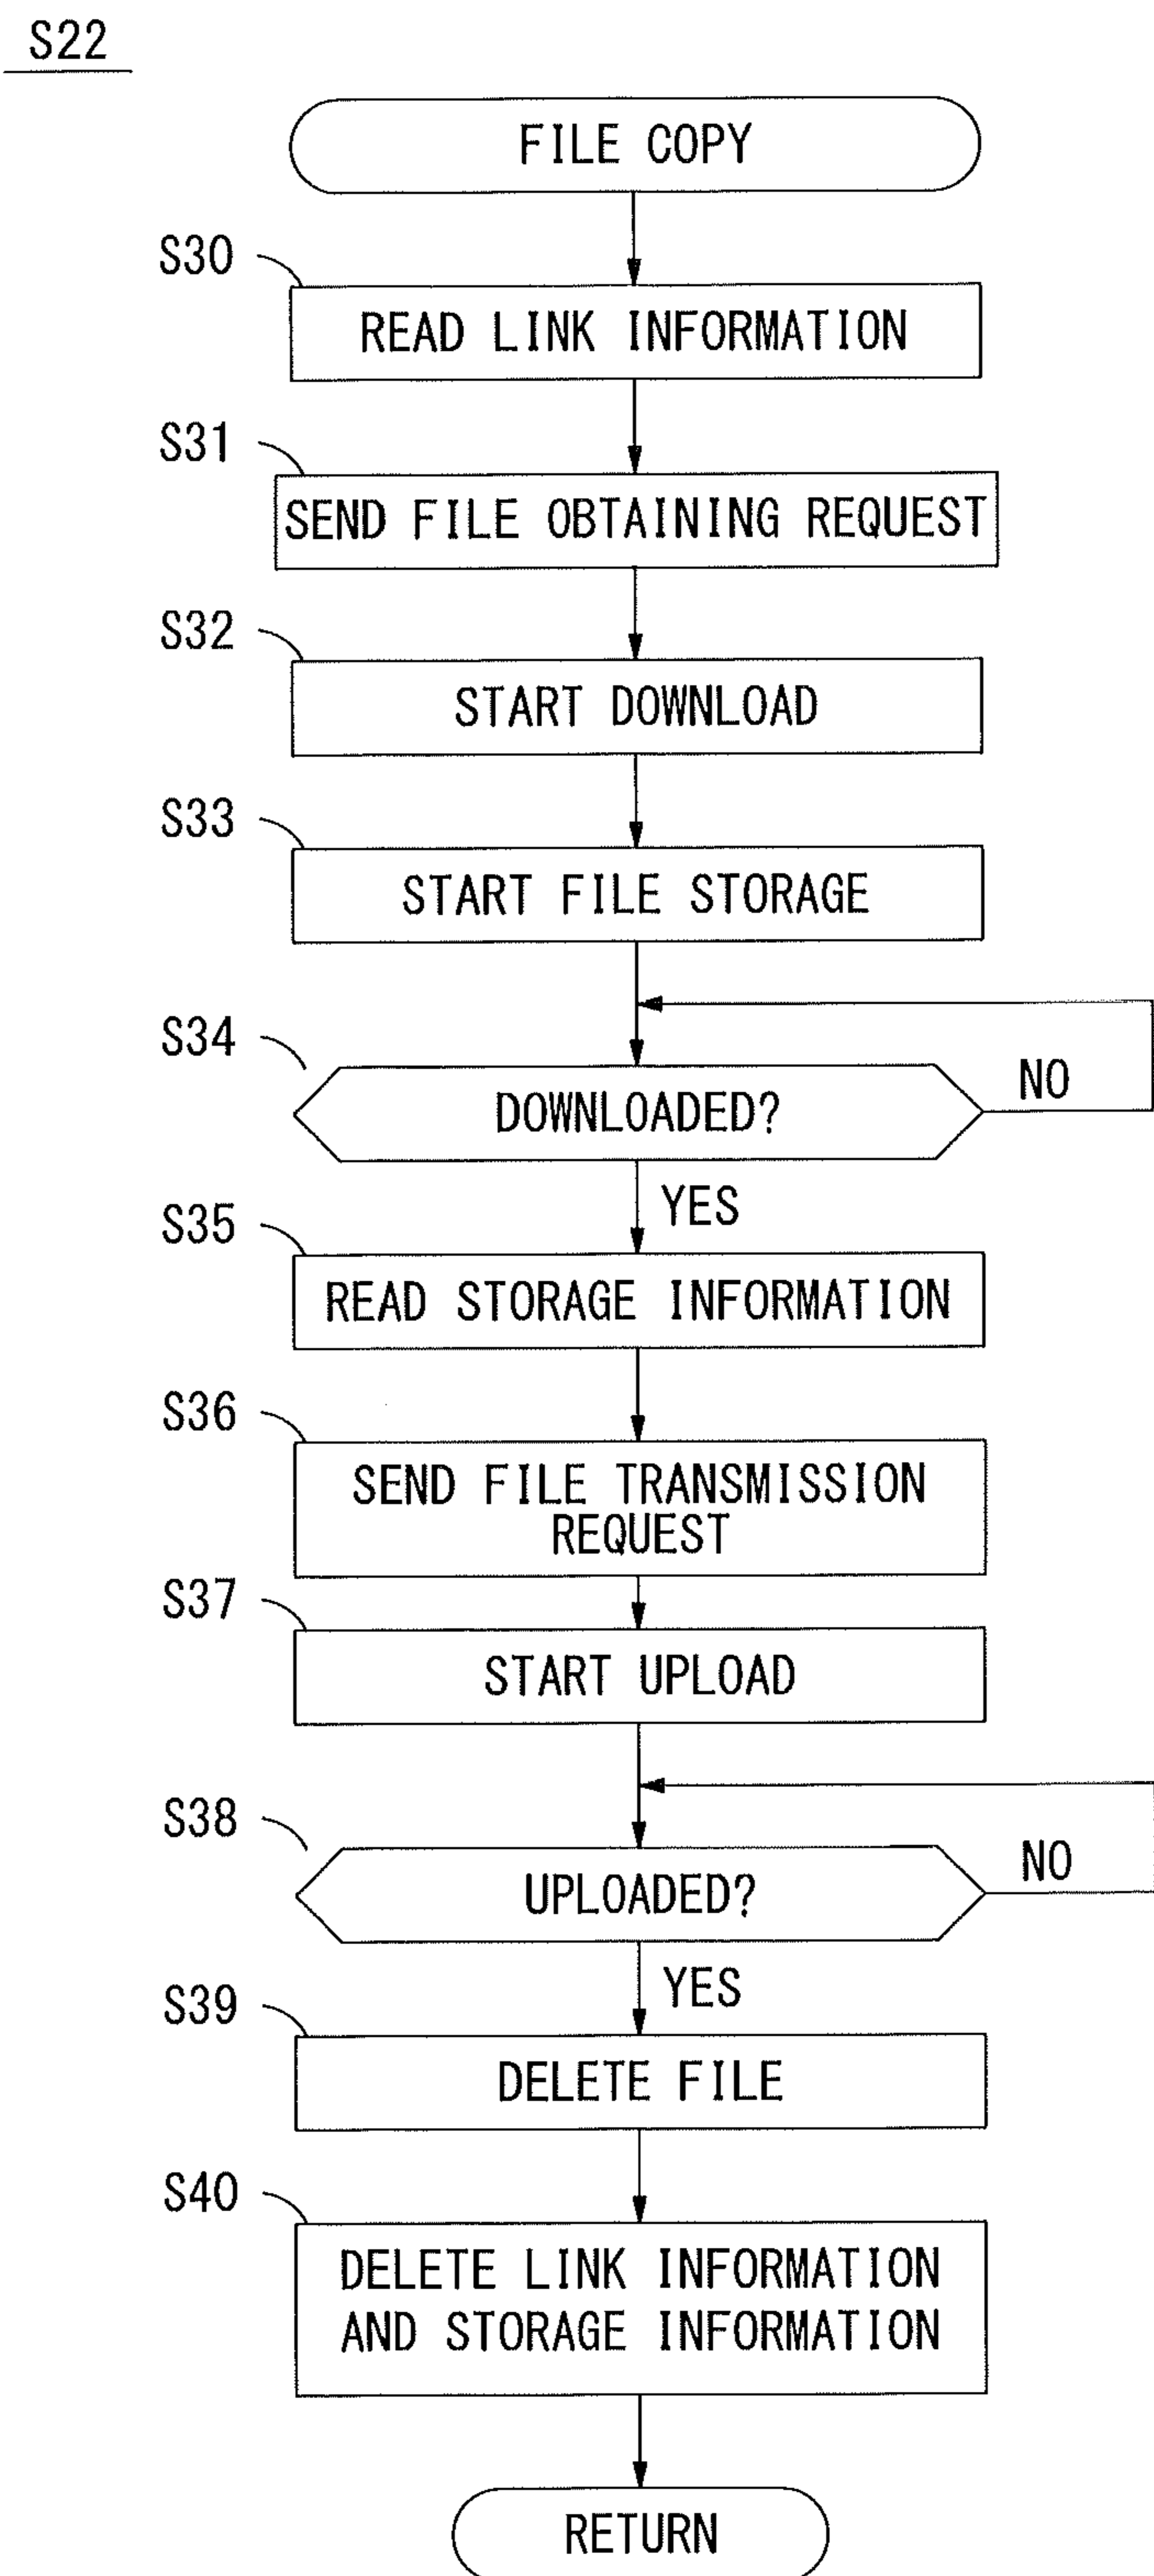 S22
FILE COPY
S30
READ LINK INFORMATION
S31
SEND FILE OBTAINING REQUEST
S32
START DOWNLOAD
S33
START FILE STORAGE
S34
DOWNLOADED?
NO
YES
S35
READ STORAGE INFORMATION
S36
SEND FILE TRANSMISSION
REQUEST
S37
START UPLOAD
S38
UPLOADED?
NO
YES
S39
DELETE FILE
S40
DELETE LINK INFORMATION
AND STORAGE INFORMATION
RETURN